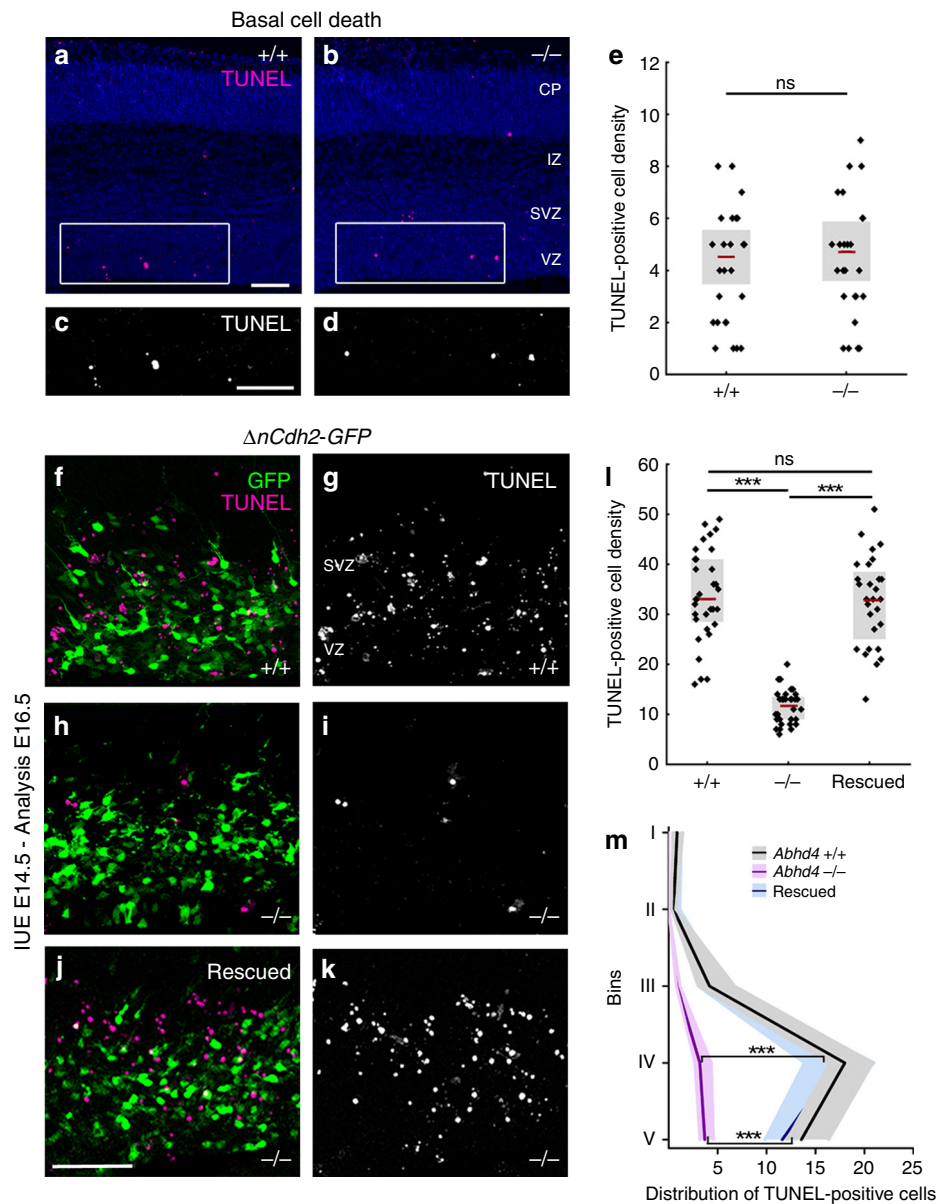 Basal cell death
a +/+
TUNEL
b −/−
CP
IZ
SVZ
VZ
c TUNEL
d
e
ns
TUNEL-positive cell density
12
10
8
6
4
2
0
+/+ −/−
ΔnCdh2-GFP
IUE E14.5 - Analysis E16.5
f GFP
TUNEL
+/+
g TUNEL
SVZ
VZ
+/+
h
−/−
i
−/−
j Rescued
−/−
k
−/−
l
ns
*** ***
TUNEL-positive cell density
60
50
40
30
20
10
0
+/+ −/− Rescued
m
Abhd4 +/+
Abhd4 −/−
Rescued
Bins
I
II
III
IV
V
***
***
5 10 15 20 25
Distribution of TUNEL-positive cells